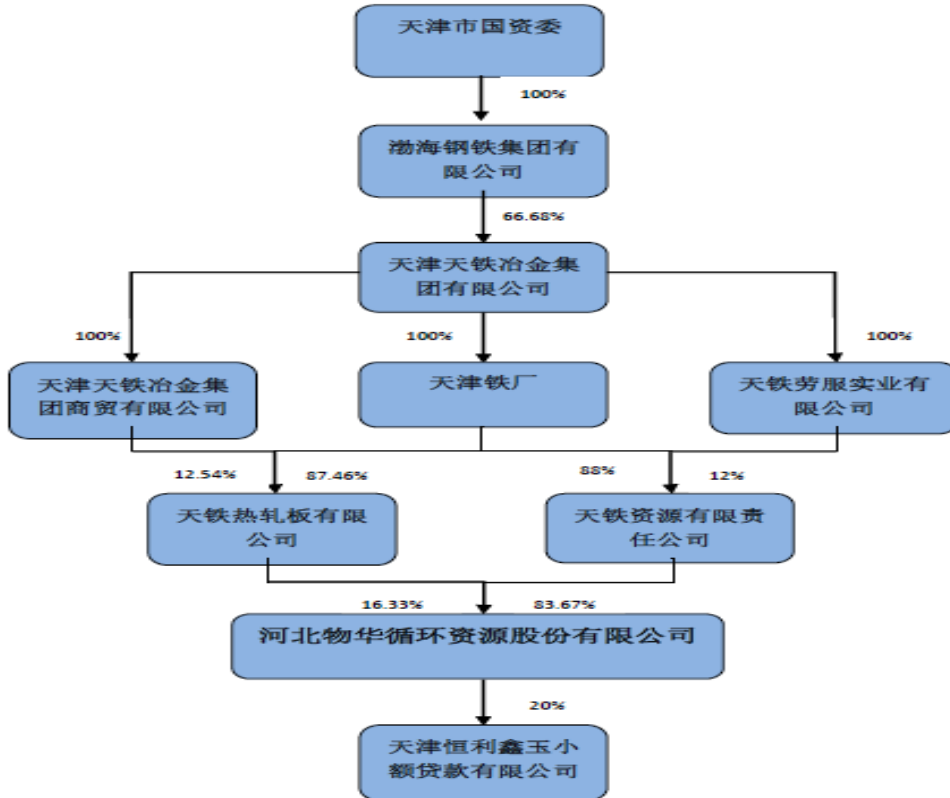 天津市国资委
100%
渤海钢铁集团有
限公司
66.68%
天津天铁冶金集
团有限公司
100%
100%
100%
天津天铁冶金集
团商贸有限公司
天津铁厂
天铁劳服实业有
限公司
12.54%
87.46%
88%
12%
天铁热轧板有限
公司
天铁资源有限责
任公司
16.33%
83.67%
河北物华循环资源股份有限公司
20%
天津恒利鑫玉小
额贷款有限公司